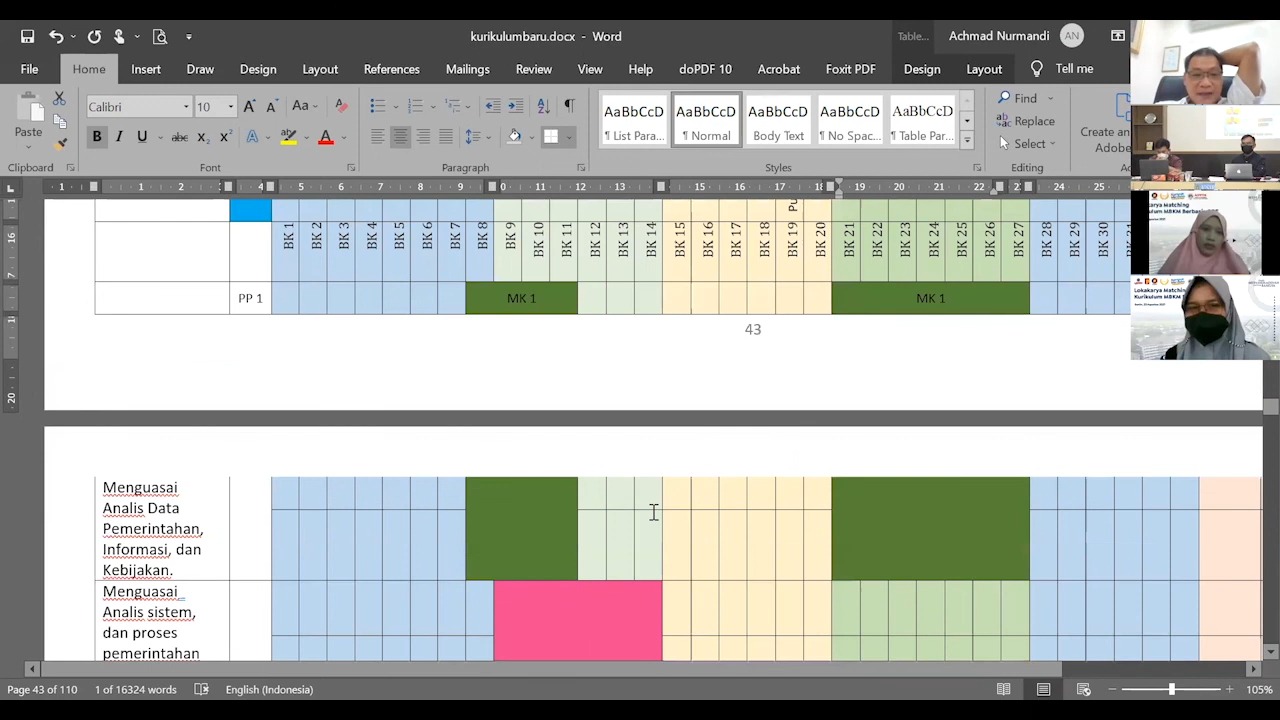 kurikulumbaru.docx - Word
Table...
Achmad Nurmandi
AN
File
Home
Insert
Draw
Design
Layout
References
Mailings
Review
View
Help
doPDF 10
Acrobat
Foxit PDF
Design
Layout
Tell me
Paste
Calibri
10
Find
Replace
Select
Create an
Adobe
AaBbCcD
¶ List Para...
AaBbCcD
¶ Normal
AaBbCcD
Body Text
AaBbCcD
¶ No Spac...
AaBbCcD
¶ Table Par...
Clipboard
Font
Paragraph
Styles
Editing
BK 1
BK 2
BK 3
BK 4
BK 5
BK 6
BK 7
BK 8
BK 9
BK 10
BK 11
BK 12
BK 13
BK 14
BK 15
BK 16
BK 17
BK 18
BK 19
BK 20
BK 21
BK 22
BK 23
BK 24
BK 25
BK 26
BK 27
BK 28
BK 29
BK 30
PP 1
MK 1
MK 1
43
Menguasai
Analis Data
Pemerintahan,
Informasi, dan
Kebijakan.
Menguasai
Analis sistem,
dan proses
pemerintahan
Page 43 of 110
1 of 16324 words
English (Indonesia)
105%